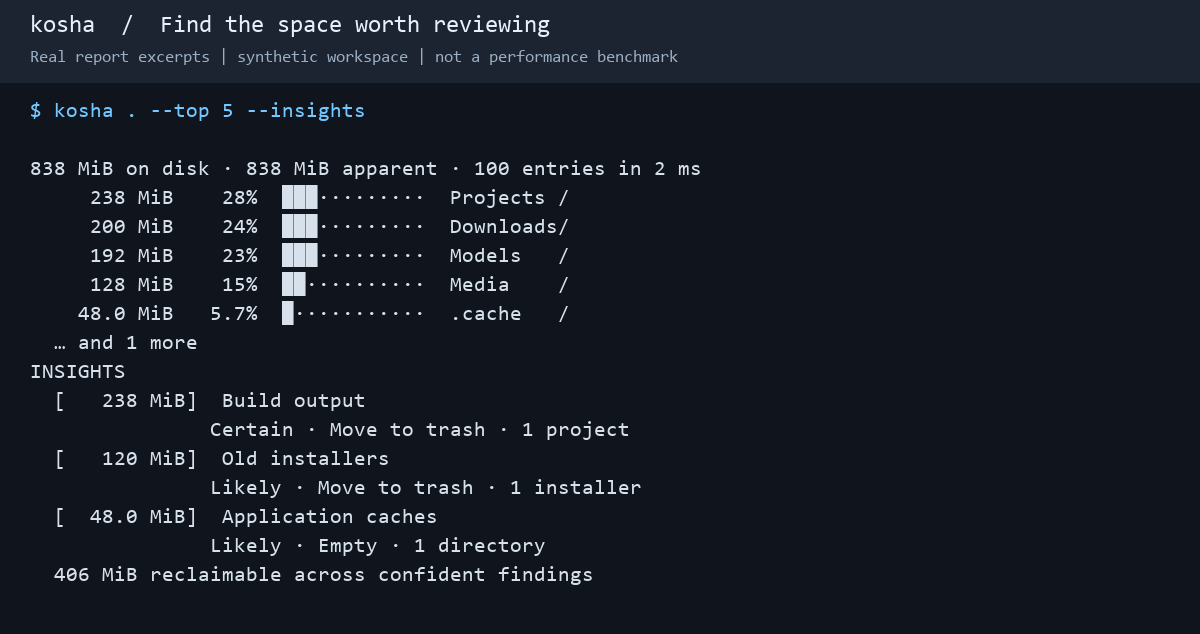 kosha / Find the space worth reviewing
Real report excerpts | synthetic workspace | not a performance benchmark
$ kosha . --top 5 --insights
838 MiB on disk · 838 MiB apparent · 100 entries in 2 ms
238 MiB 28% ███········· Projects /
200 MiB 24% ███········· Downloads/
192 MiB 23% ███········· Models /
128 MiB 15% ██·········· Media /
48.0 MiB 5.7% █··········· .cache /
… and 1 more
INSIGHTS
[ 238 MiB] Build output
Certain · Move to trash · 1 project
[ 120 MiB] Old installers
Likely · Move to trash · 1 installer
[ 48.0 MiB] Application caches
Likely · Empty · 1 directory
406 MiB reclaimable across confident findings